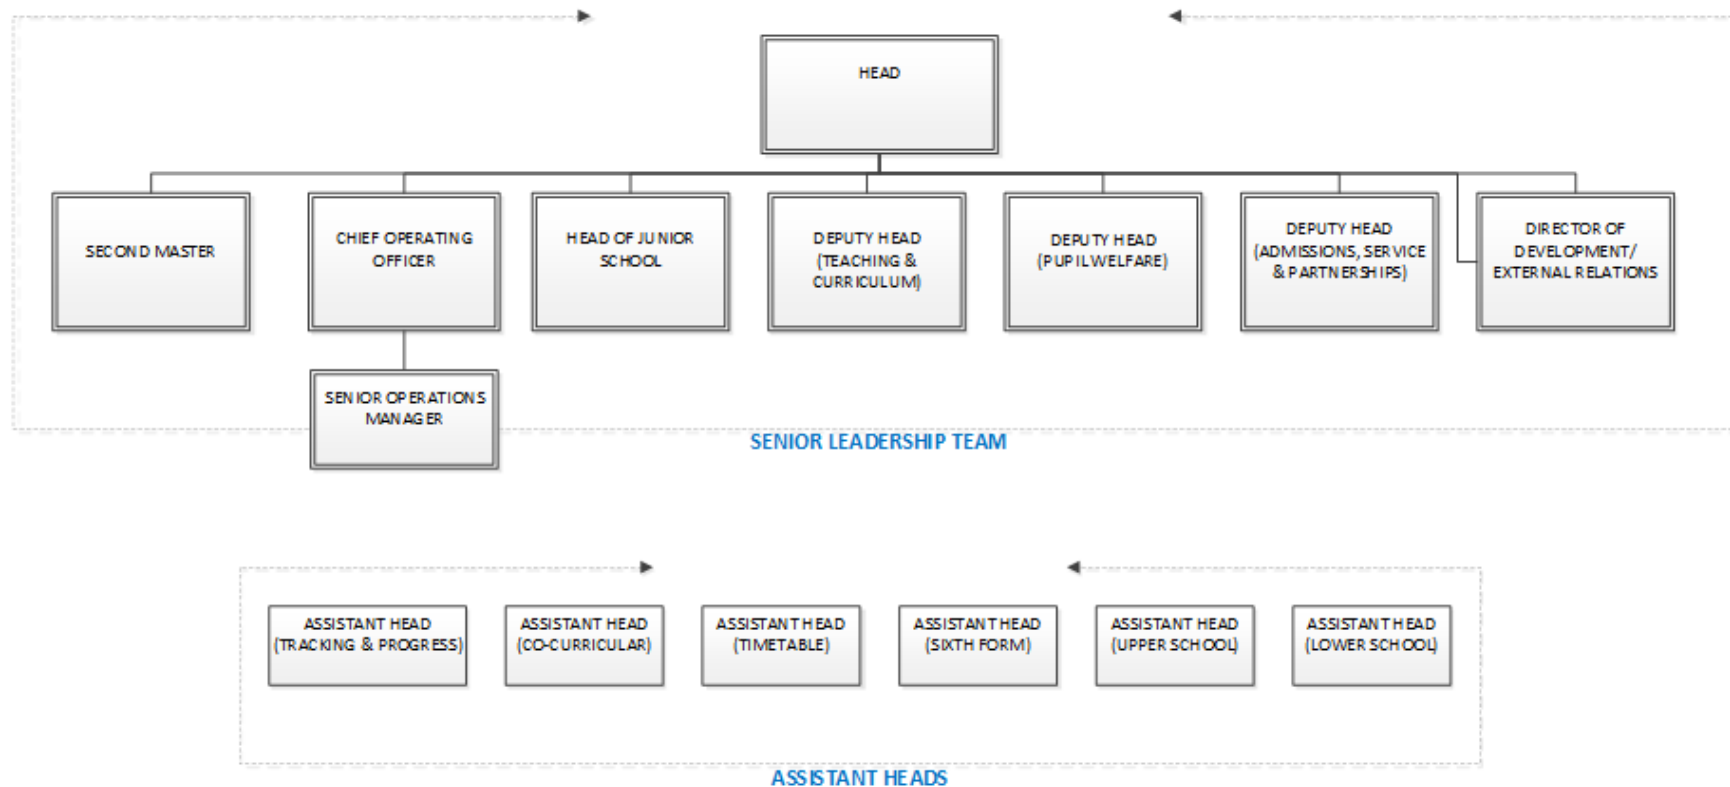 HEAD
SECOND MASTER
CHIEF OPERATING
OFFICER
HEAD OF JUNIOR
SCHOOL
DEPUTY HEAD
(TEACHING &
CURRICULUM)
DEPUTY HEAD
(PUPIL WELFARE)
DEPUTY HEAD
(ADMISSIONS, SERVICE
& PARTNERSHIPS)
DIRECTOR OF
DEVELOPMENT/
EXTERNAL RELATIONS
SENIOR OPERATIONS
MANAGER
SENIOR LEADERSHIP TEAM
ASSISTANT HEAD
(TRACKING & PROGRESS)
ASSISTANT HEAD
(CO-CURRICULAR)
ASSISTANT HEAD
(TIMETABLE)
ASSISTANT HEAD
(SIXTH FORM)
ASSISTANT HEAD
(UPPER SCHOOL)
ASSISTANT HEAD
(LOWER SCHOOL)
ASSISTANT HEADS